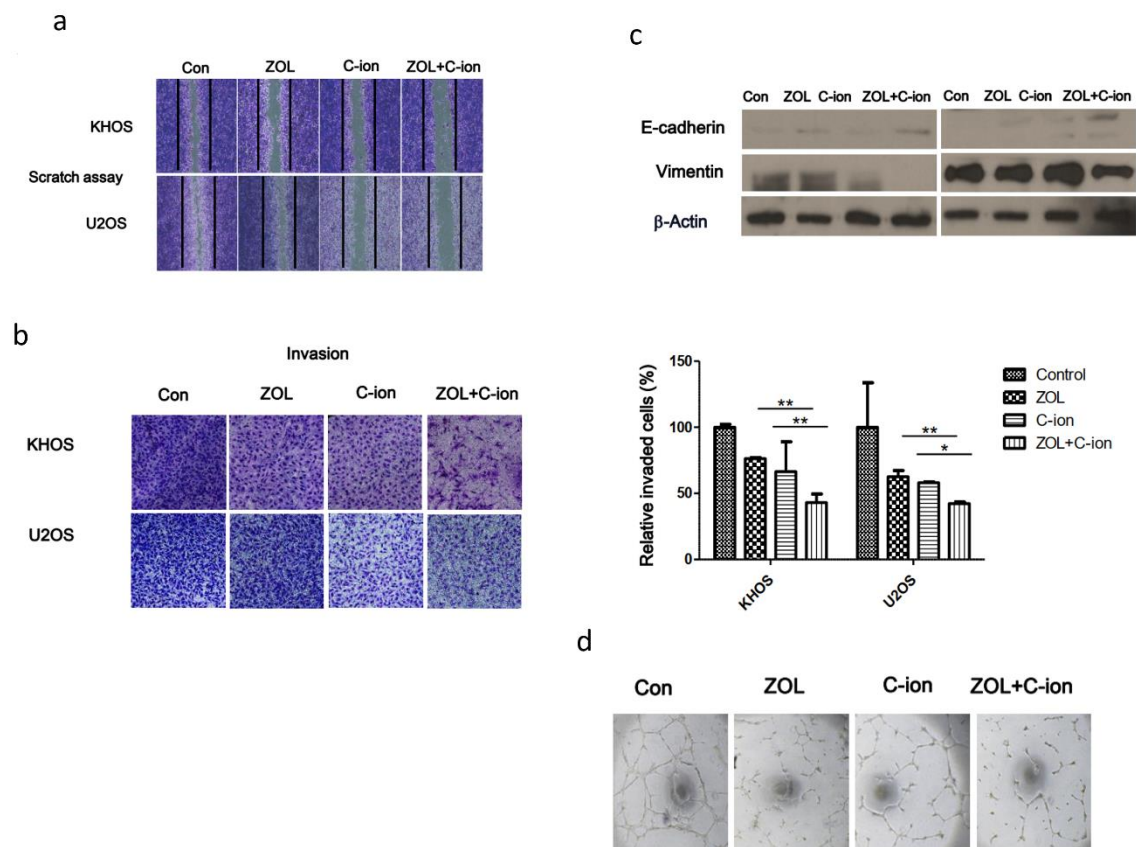 a
Con ZOL C-ion ZOL+C-ion
KHOS
Scratch assay
U2OS
b
Invasion
Con ZOL C-ion ZOL+C-ion
KHOS
U2OS
c
Con ZOL C-ion ZOL+C-ion Con ZOL C-ion ZOL+C-ion
E-cadherin
Vimentin
β-Actin
Relative invaded cells (%)
150
100
50
0
**
**
**
*
KHOS
U2OS
Control
ZOL
C-ion
ZOL+C-ion
d
Con ZOL C-ion ZOL+C-ion